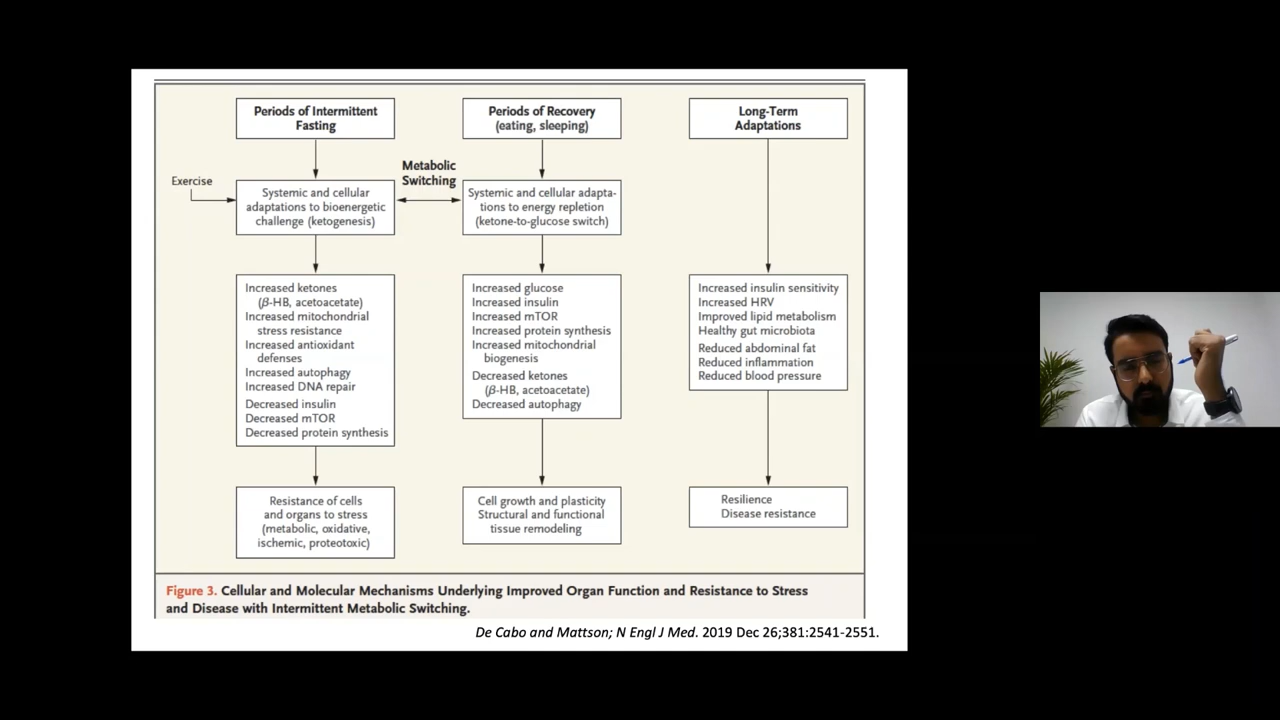 Periods of Intermittent
Fasting
Periods of Recovery
(eating, sleeping)
Long-Term
Adaptations
Exercise
Metabolic
Switching
Systemic and cellular
adaptations to bioenergetic
challenge (ketogenesis)
Systemic and cellular adapta-
tions to energy repletion
(ketone-to-glucose switch)
Increased ketones
(β-HB, acetoacetate)
Increased mitochondrial
stress resistance
Increased antioxidant
defenses
Increased autophagy
Increased DNA repair
Decreased insulin
Decreased mTOR
Decreased protein synthesis
Increased glucose
Increased insulin
Increased mTOR
Increased protein synthesis
Increased mitochondrial
biogenesis
Decreased ketones
(β-HB, acetoacetate)
Decreased autophagy
Increased insulin sensitivity
Increased HRV
Improved lipid metabolism
Healthy gut microbiota
Reduced abdominal fat
Reduced inflammation
Reduced blood pressure
Resistance of cells
and organs to stress
(metabolic, oxidative,
ischemic, proteotoxic)
Cell growth and plasticity
Structural and functional
tissue remodeling
Resilience
Disease resistance
Figure 3. Cellular and Molecular Mechanisms Underlying Improved Organ Function and Resistance to Stress
and Disease with Intermittent Metabolic Switching.
De Cabo and Mattson; N Engl J Med. 2019 Dec 26;381:2541-2551.